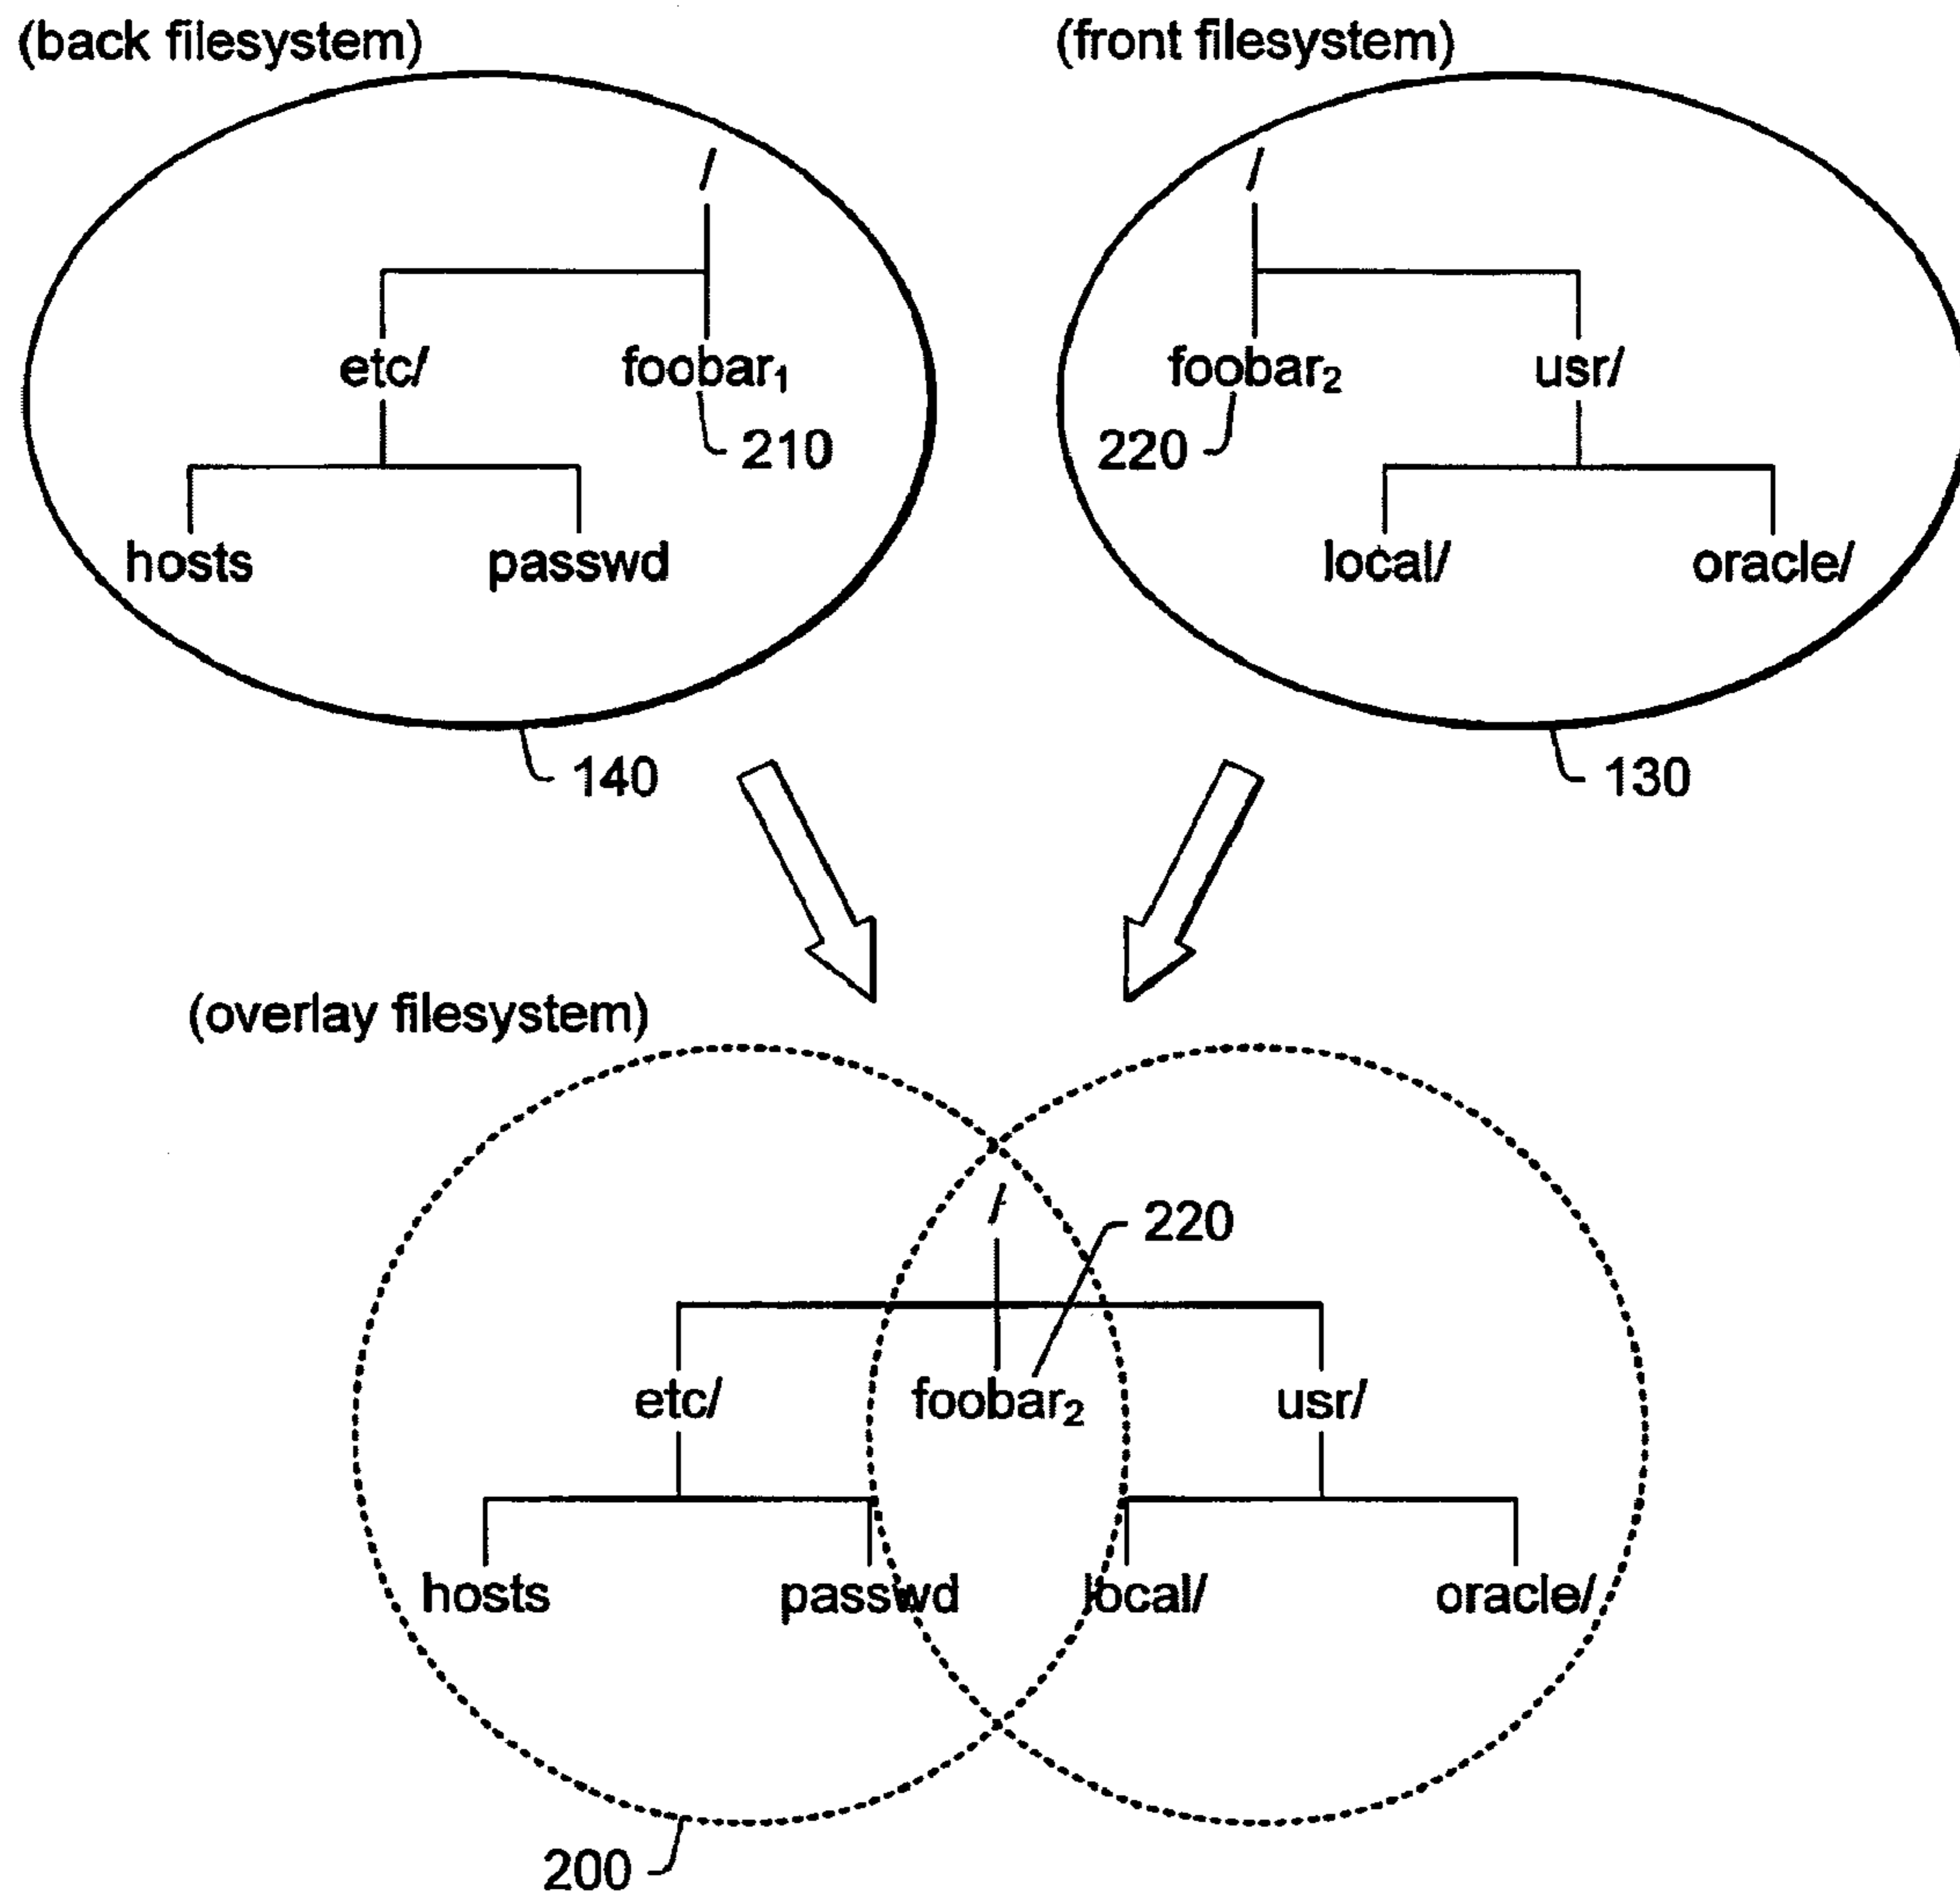 (back filesystem)
(front filesystem)
/
/
etc/
foobar₁
foobar₂
usr/
210
220
hosts
passwd
local/
oracle/
140
130
(overlay filesystem)
/
220
etc/
foobar₂
usr/
hosts
passwd
local/
oracle/
200